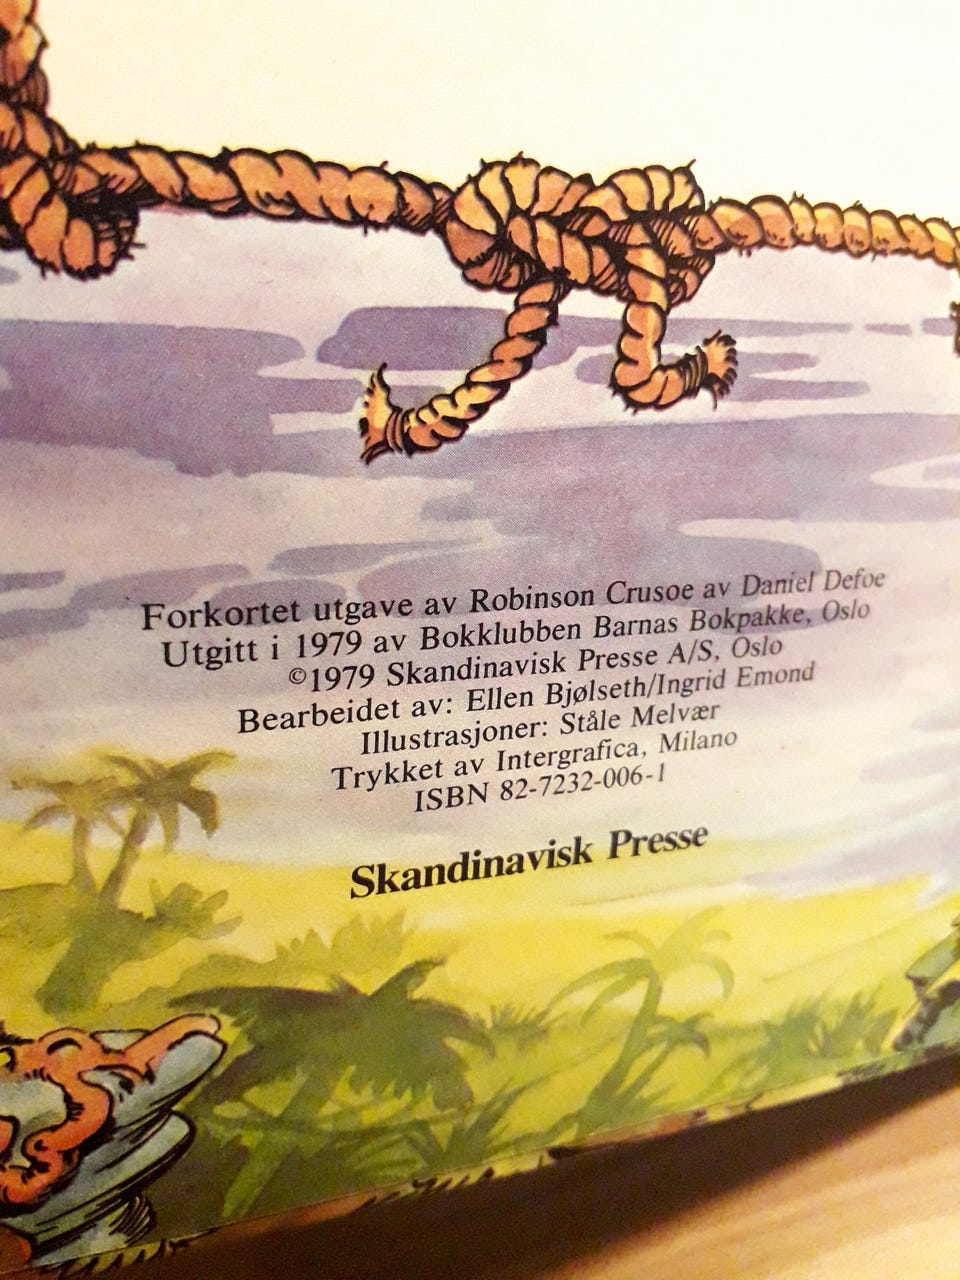 Forkortet utgave av Robinson Crusoe av Daniel Defoe
Utgitt i 1979 av Bokklubben Barnas Bokpakke, Oslo
©1979 Skandinavisk Presse A/S, Oslo
Bearbeidet av: Ellen Bjølseth/Ingrid Emond
Illustrasjoner: Ståle Melvær
Trykket av Intergrafica, Milano
ISBN 82-7232-006-1
Skandinavisk Presse